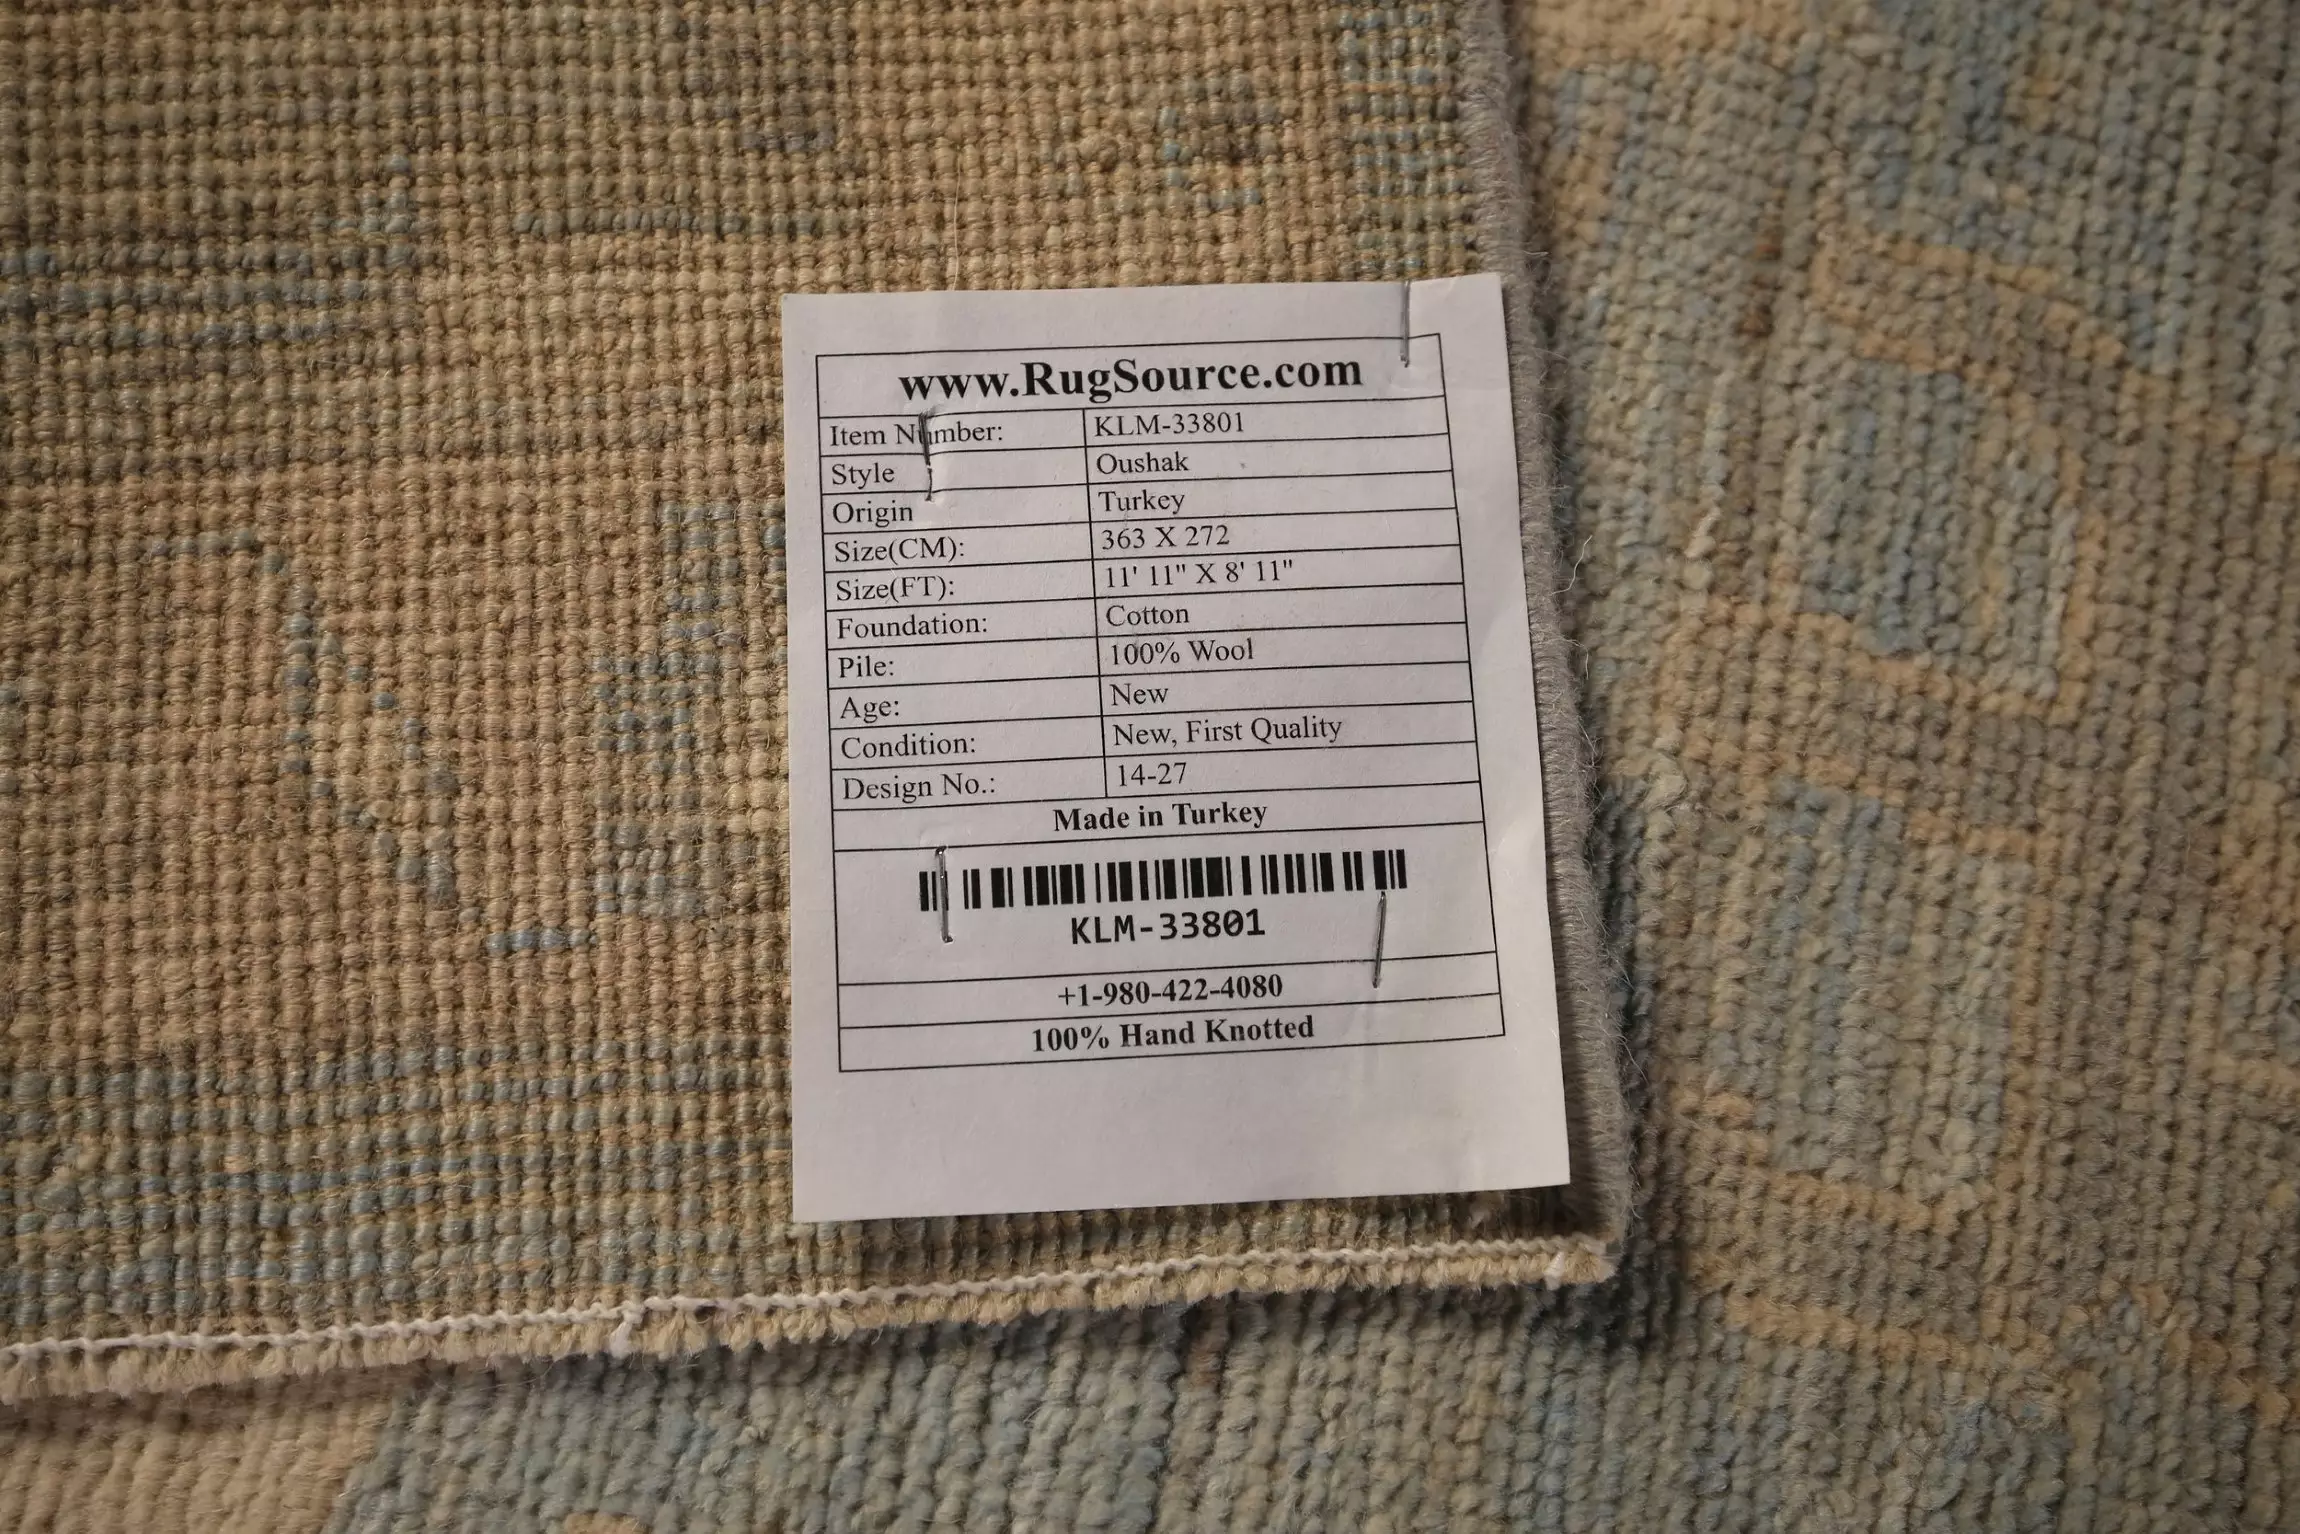 www.RugSource.com
Item Number: KLM-33801
Style Oushak
Origin Turkey
Size(CM): 363 X 272
Size(FT): 11' 11" X 8' 11"
Foundation: Cotton
Pile: 100% Wool
Age: New
Condition: New, First Quality
Design No.: 14-27
Made in Turkey
KLM-33801
+1-980-422-4080
100% Hand Knotted